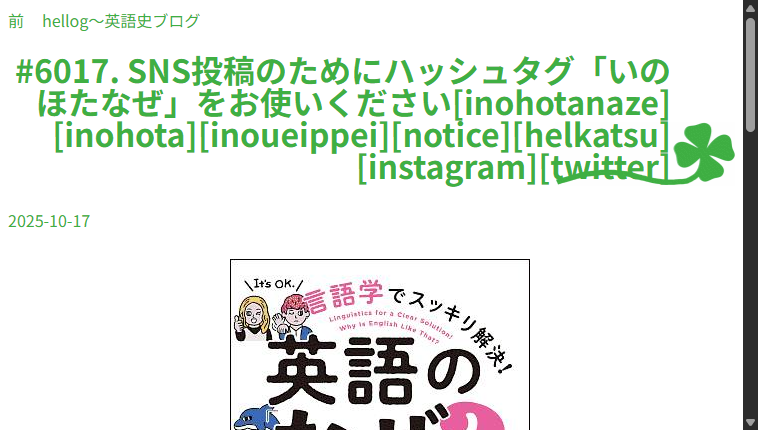 前 hellog～英語史ブログ
#6017. SNS投稿のためにハッシュタグ「いの
ほたなぜ」をお使いください[inohotanaze]
[inohota][inoueippei][notice][helkatsu]
[instagram][twitter]
2025-10-17
It's OK.
言語学でスッキリ解決!
Linguistics for a Clear Solution!
Why Is English Like That?
英語の